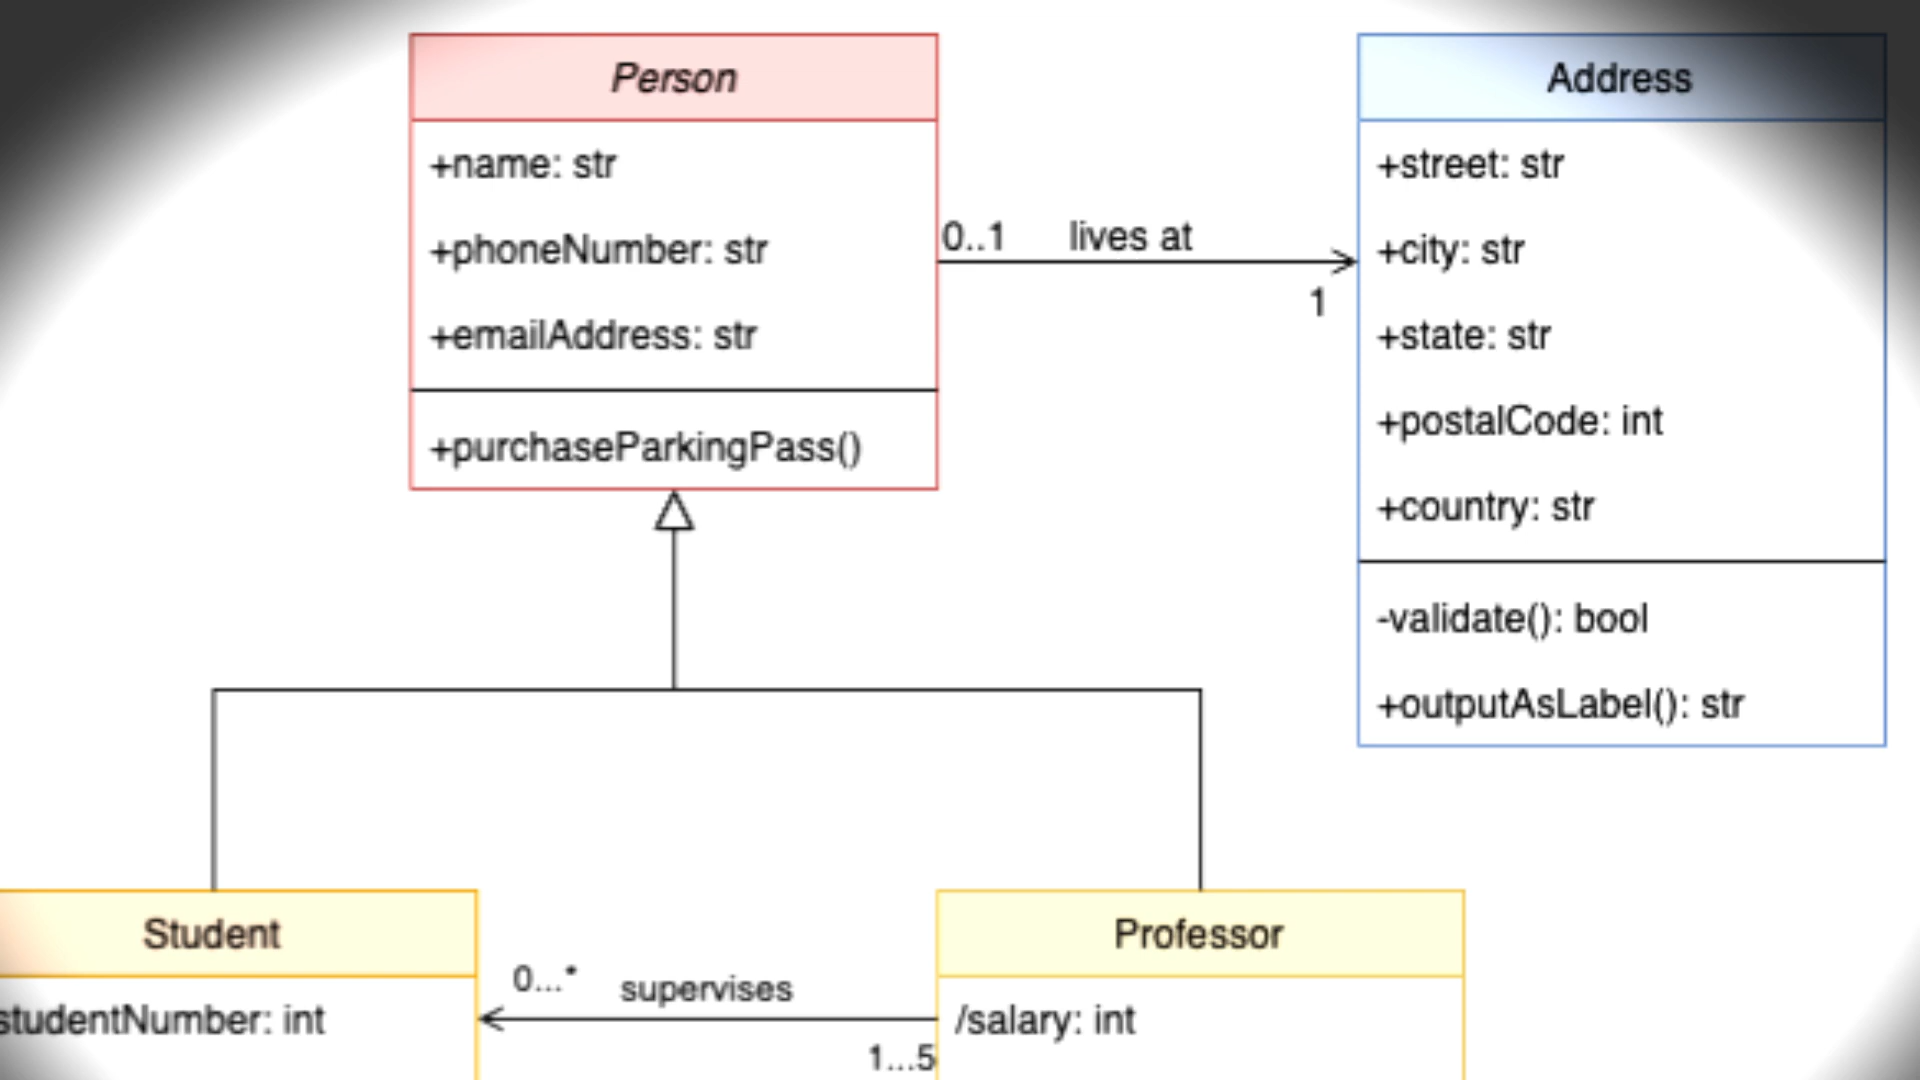 Person
+name: str
+phoneNumber: str
+emailAddress: str
+purchaseParkingPass()
0..1 lives at
1
Address
+street: str
+city: str
+state: str
+postalCode: int
+country: str
-validate(): bool
+outputAsLabel(): str
Student
studentNumber: int
0...*
supervises
1...5
Professor
/salary: int